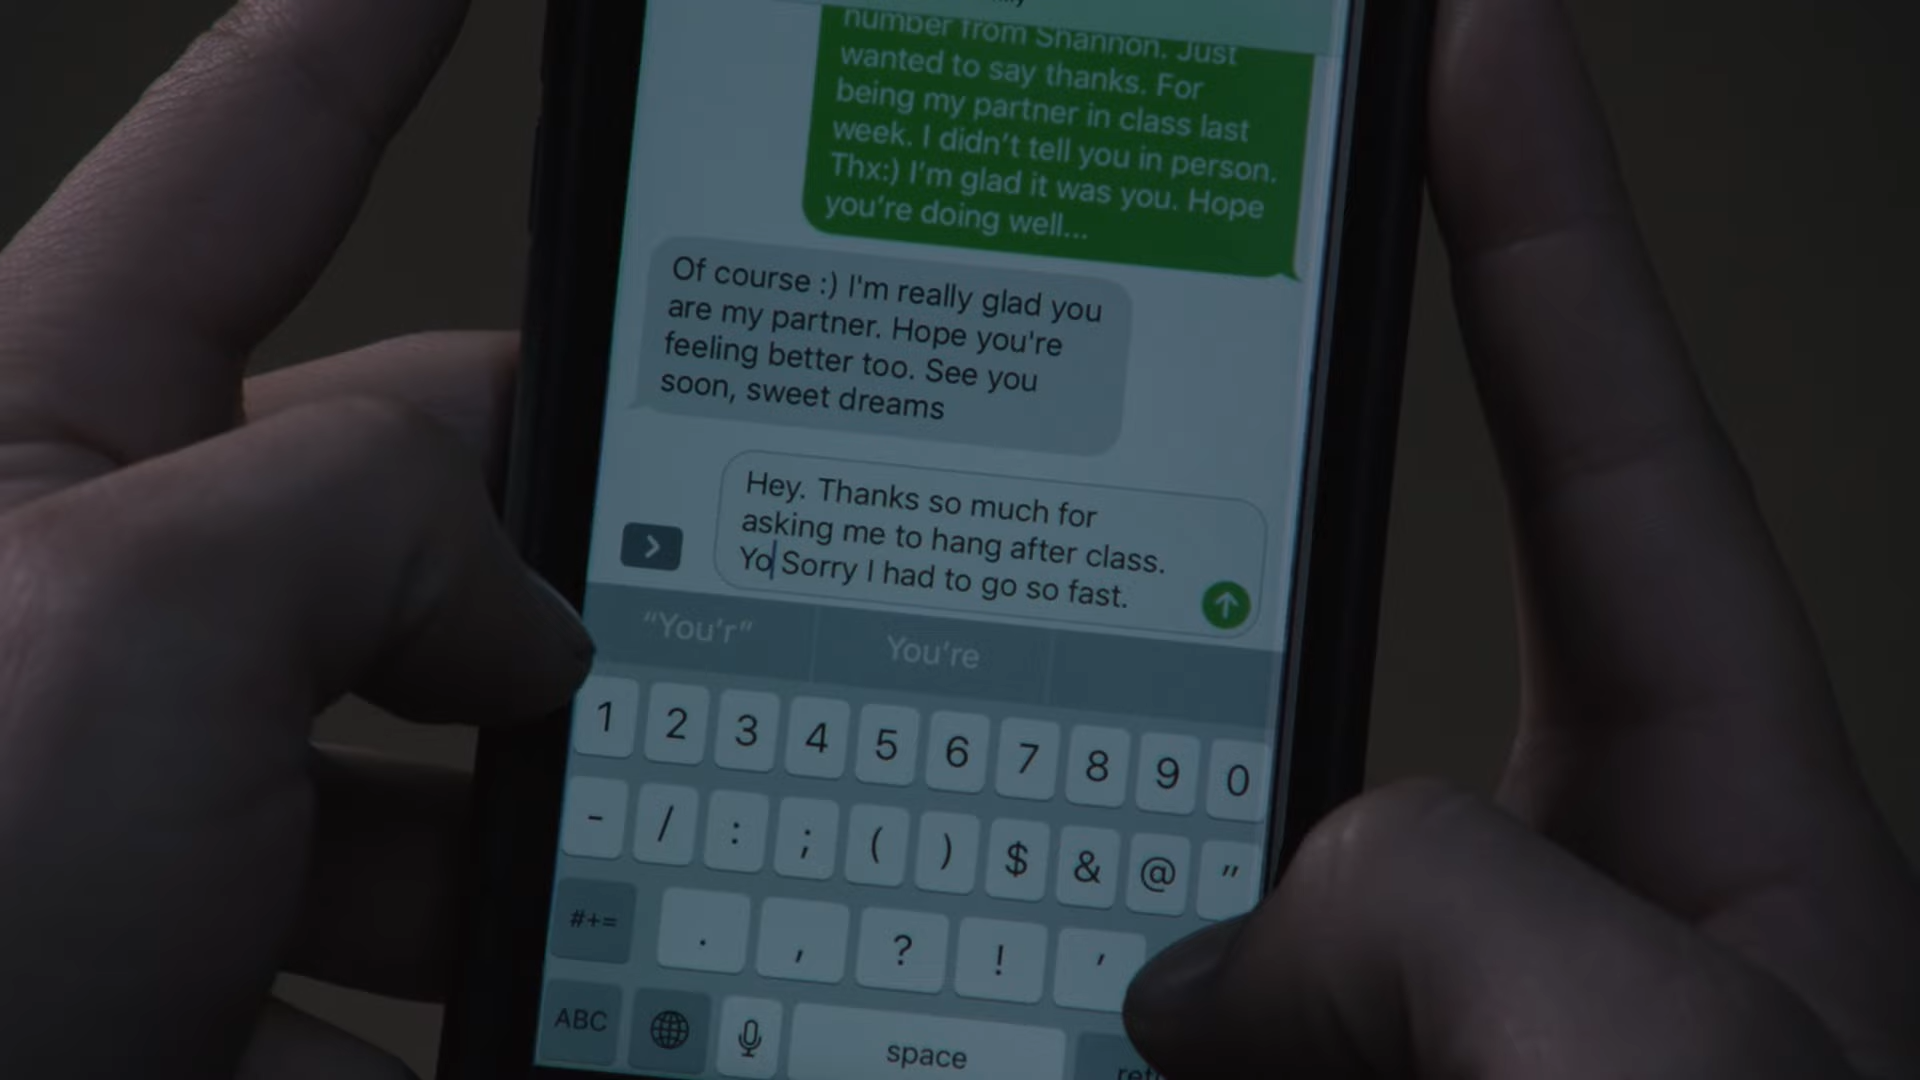 number from Shannon. Just
wanted to say thanks. For
being my partner in class last
week. I didn't tell you in person.
Thx:) I'm glad it was you. Hope
you're doing well...
Of course :) I'm really glad you
are my partner. Hope you're
feeling better too. See you
soon, sweet dreams
Hey. Thanks so much for
asking me to hang after class.
Yo Sorry I had to go so fast.
"You'r" You're
1 2 3 4 5 6 7 8 9 0
- / : ; ( ) $ & @ "
#+= . , ? ! '
ABC space